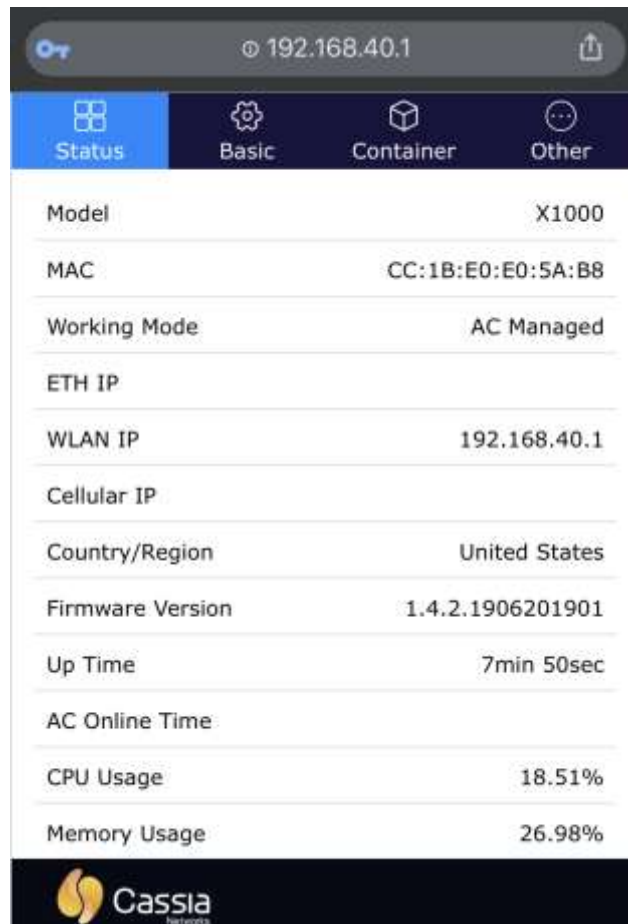 192.168.40.1
Status Basic Container Other
Model X1000
MAC CC:1B:E0:E0:5A:B8
Working Mode AC Managed
ETH IP
WLAN IP 192.168.40.1
Cellular IP
Country/Region United States
Firmware Version 1.4.2.1906201901
Up Time 7min 50sec
AC Online Time
CPU Usage 18.51%
Memory Usage 26.98%
Cassia
Networks